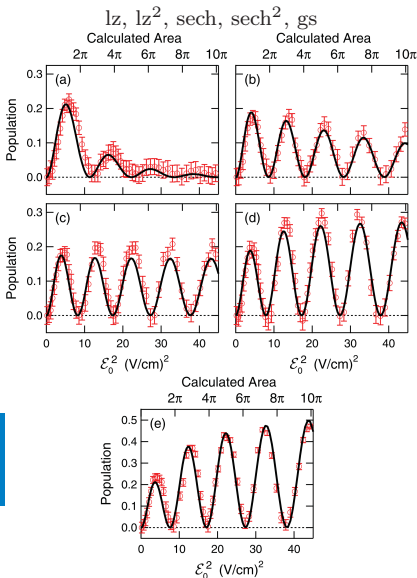 lz, lz², sech, sech², gs
Calculated Area
2π 4π 6π 8π 10π
Calculated Area
2π 4π 6π 8π 10π
(a)
(b)
Population
0.3
0.2
0.1
0.0
(c)
(d)
Population
0.3
0.2
0.1
0.0
0 10 20 30 40
0 10 20 30 40
ℰ₀² (V/cm)²
ℰ₀² (V/cm)²
Calculated Area
2π 4π 6π 8π 10π
(e)
Population
0.5
0.4
0.3
0.2
0.1
0.0
0 10 20 30 40
ℰ₀² (V/cm)²